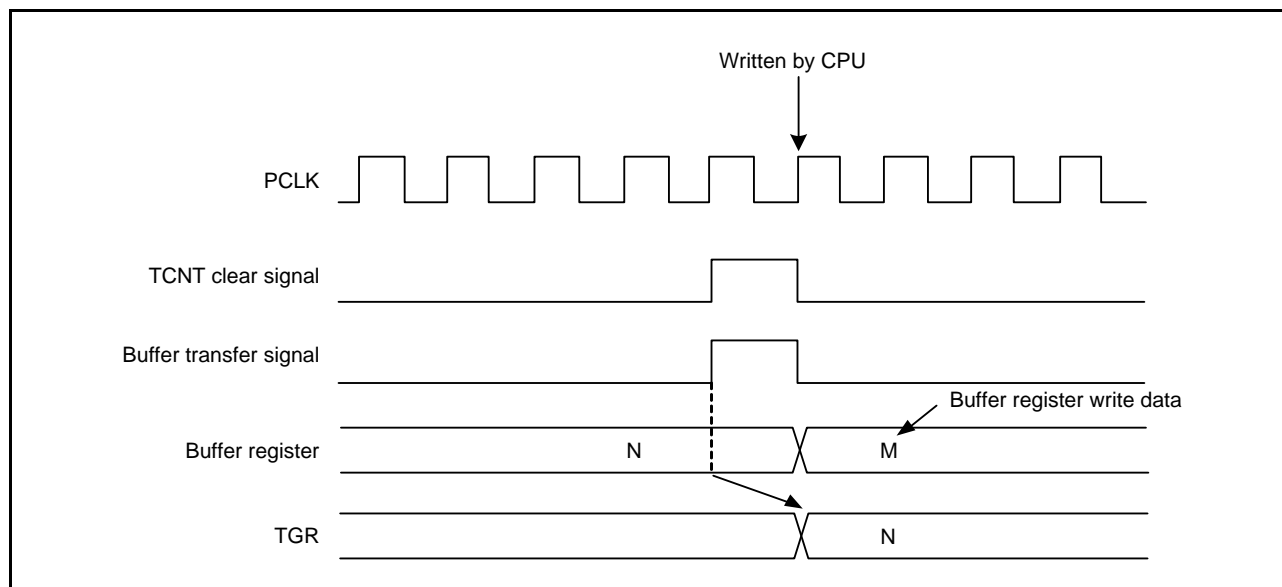 Written by CPU
PCLK
TCNT clear signal
Buffer transfer signal
Buffer register write data
Buffer register
N
M
TGR
N